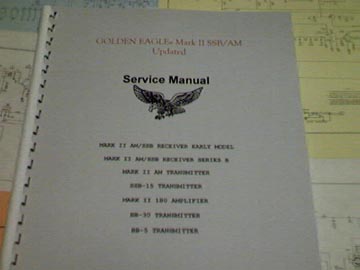 GOLDEN EAGLE® Mark II SSB/AM
Updated
Service Manual
MARK II AM/SSB RECEIVER EARLY MODEL
MARK II AM/SSB RECEIVER SERIES B
MARK II AM TRANSMITTER
SSB-15 TRANSMITTER
MARK II 180 AMPLIFIER
BB-30 TRANSMITTER
BB-5 TRANSMITTER